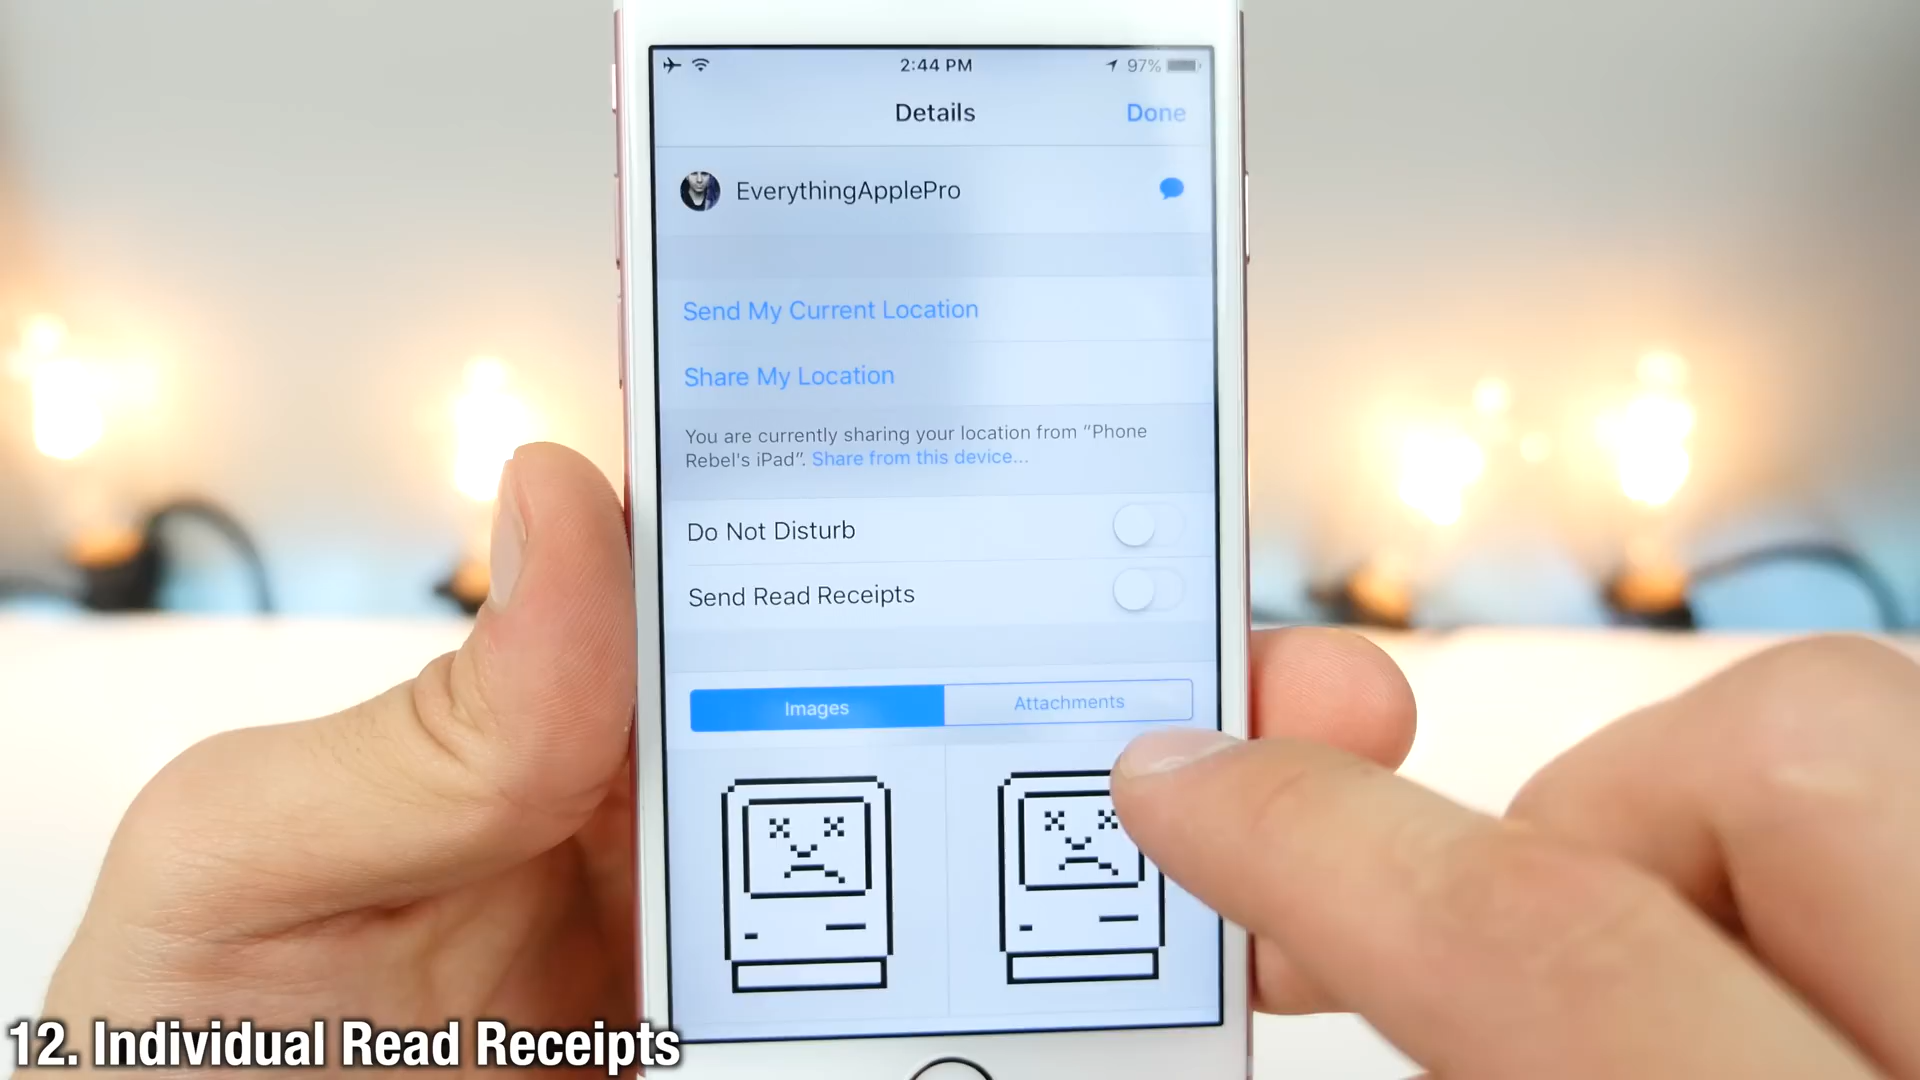 2:44 PM
97%
Details
Done
EverythingApplePro
Send My Current Location
Share My Location
You are currently sharing your location from "Phone
Rebel's iPad". Share from this device...
Do Not Disturb
Send Read Receipts
Images
Attachments
12. Individual Read Receipts